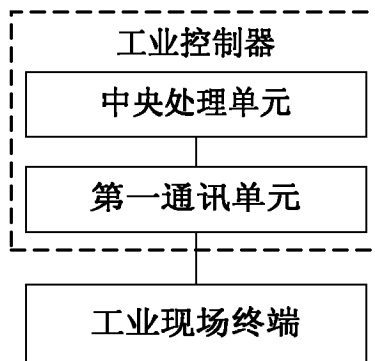 工业控制器
中央处理单元
第一通讯单元
工业现场终端